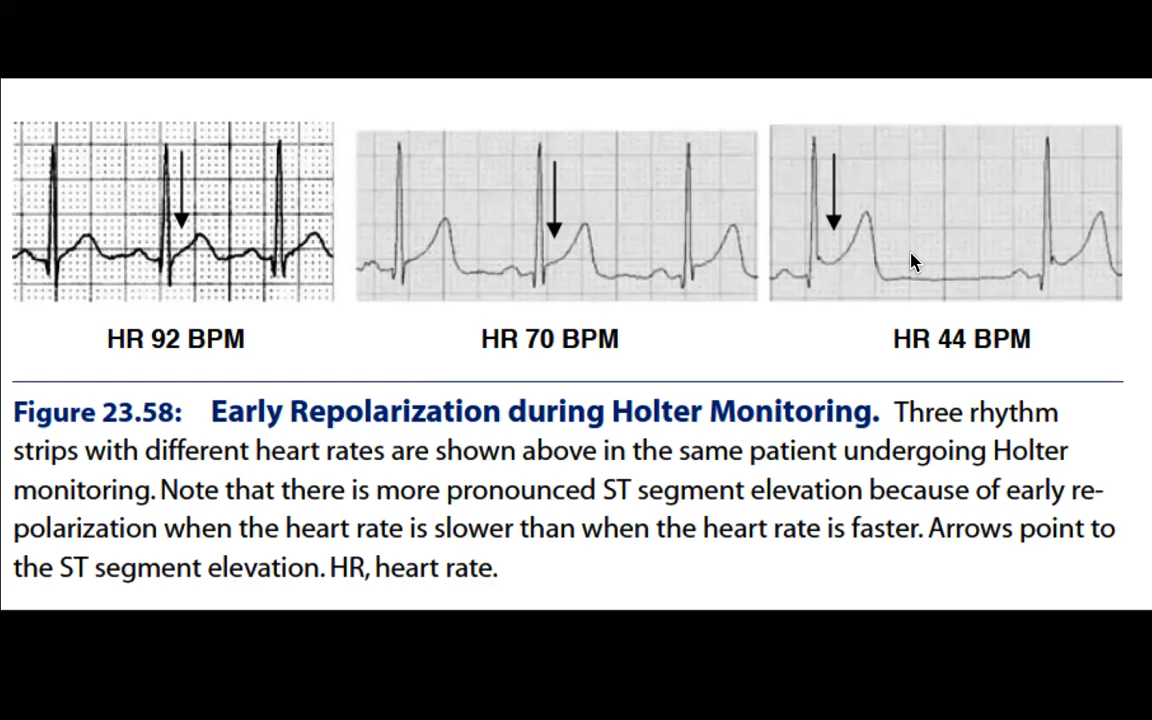 HR 92 BPM
HR 70 BPM
HR 44 BPM
Figure 23.58: Early Repolarization during Holter Monitoring. Three rhythm
strips with different heart rates are shown above in the same patient undergoing Holter
monitoring. Note that there is more pronounced ST segment elevation because of early re-
polarization when the heart rate is slower than when the heart rate is faster. Arrows point to
the ST segment elevation. HR, heart rate.